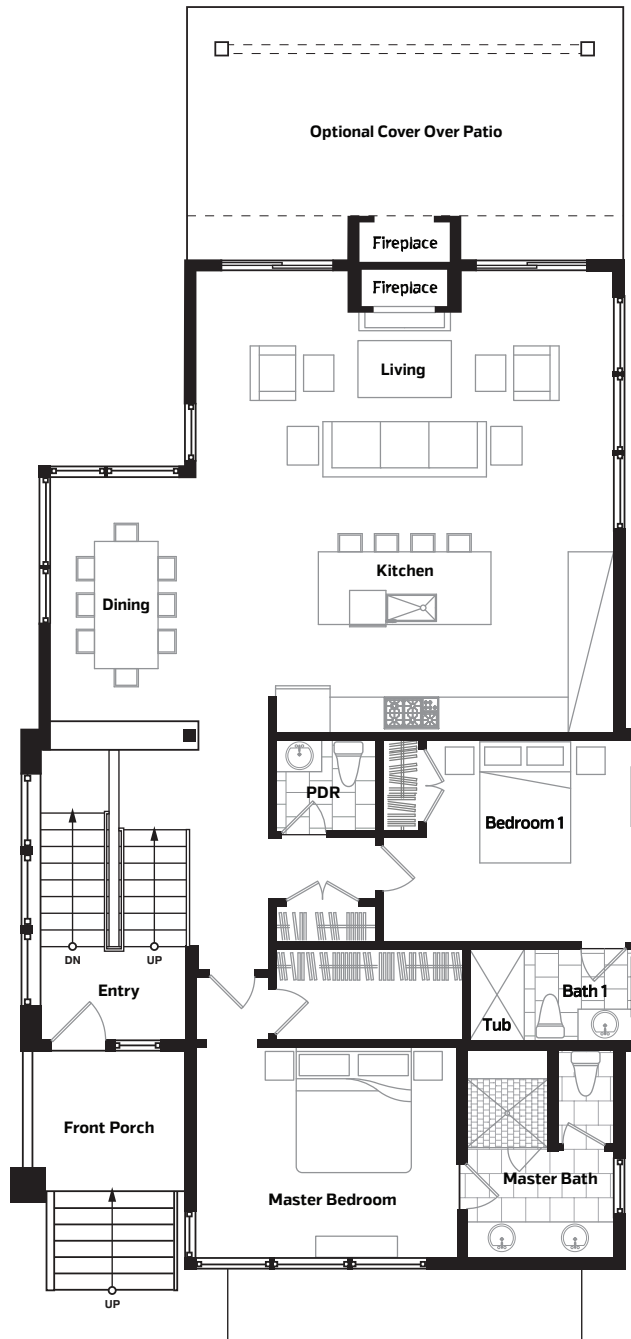 Optional Cover Over Patio
Fireplace
Fireplace
Living
Kitchen
Dining
PDR
Bedroom 1
DN
UP
Entry
Bath 1
Tub
Front Porch
Master Bath
Master Bedroom
UP